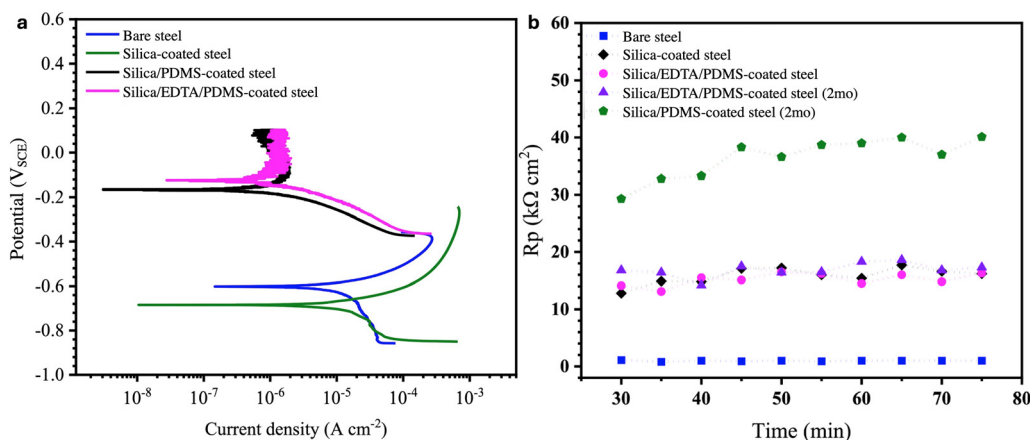 a
0.6
0.4
0.2
0.0
-0.2
-0.4
-0.6
-0.8
-1.0
Potential (V_SCE)
Bare steel
Silica-coated steel
Silica/PDMS-coated steel
Silica/EDTA/PDMS-coated steel
10⁻⁸ 10⁻⁷ 10⁻⁶ 10⁻⁵ 10⁻⁴ 10⁻³
Current density (A cm⁻²)
b
60
50
40
30
20
10
0
Rp (kΩ cm²)
Bare steel
Silica-coated steel
Silica/EDTA/PDMS-coated steel
Silica/EDTA/PDMS-coated steel (2mo)
Silica/PDMS-coated steel (2mo)
30 40 50 60 70 80
Time (min)